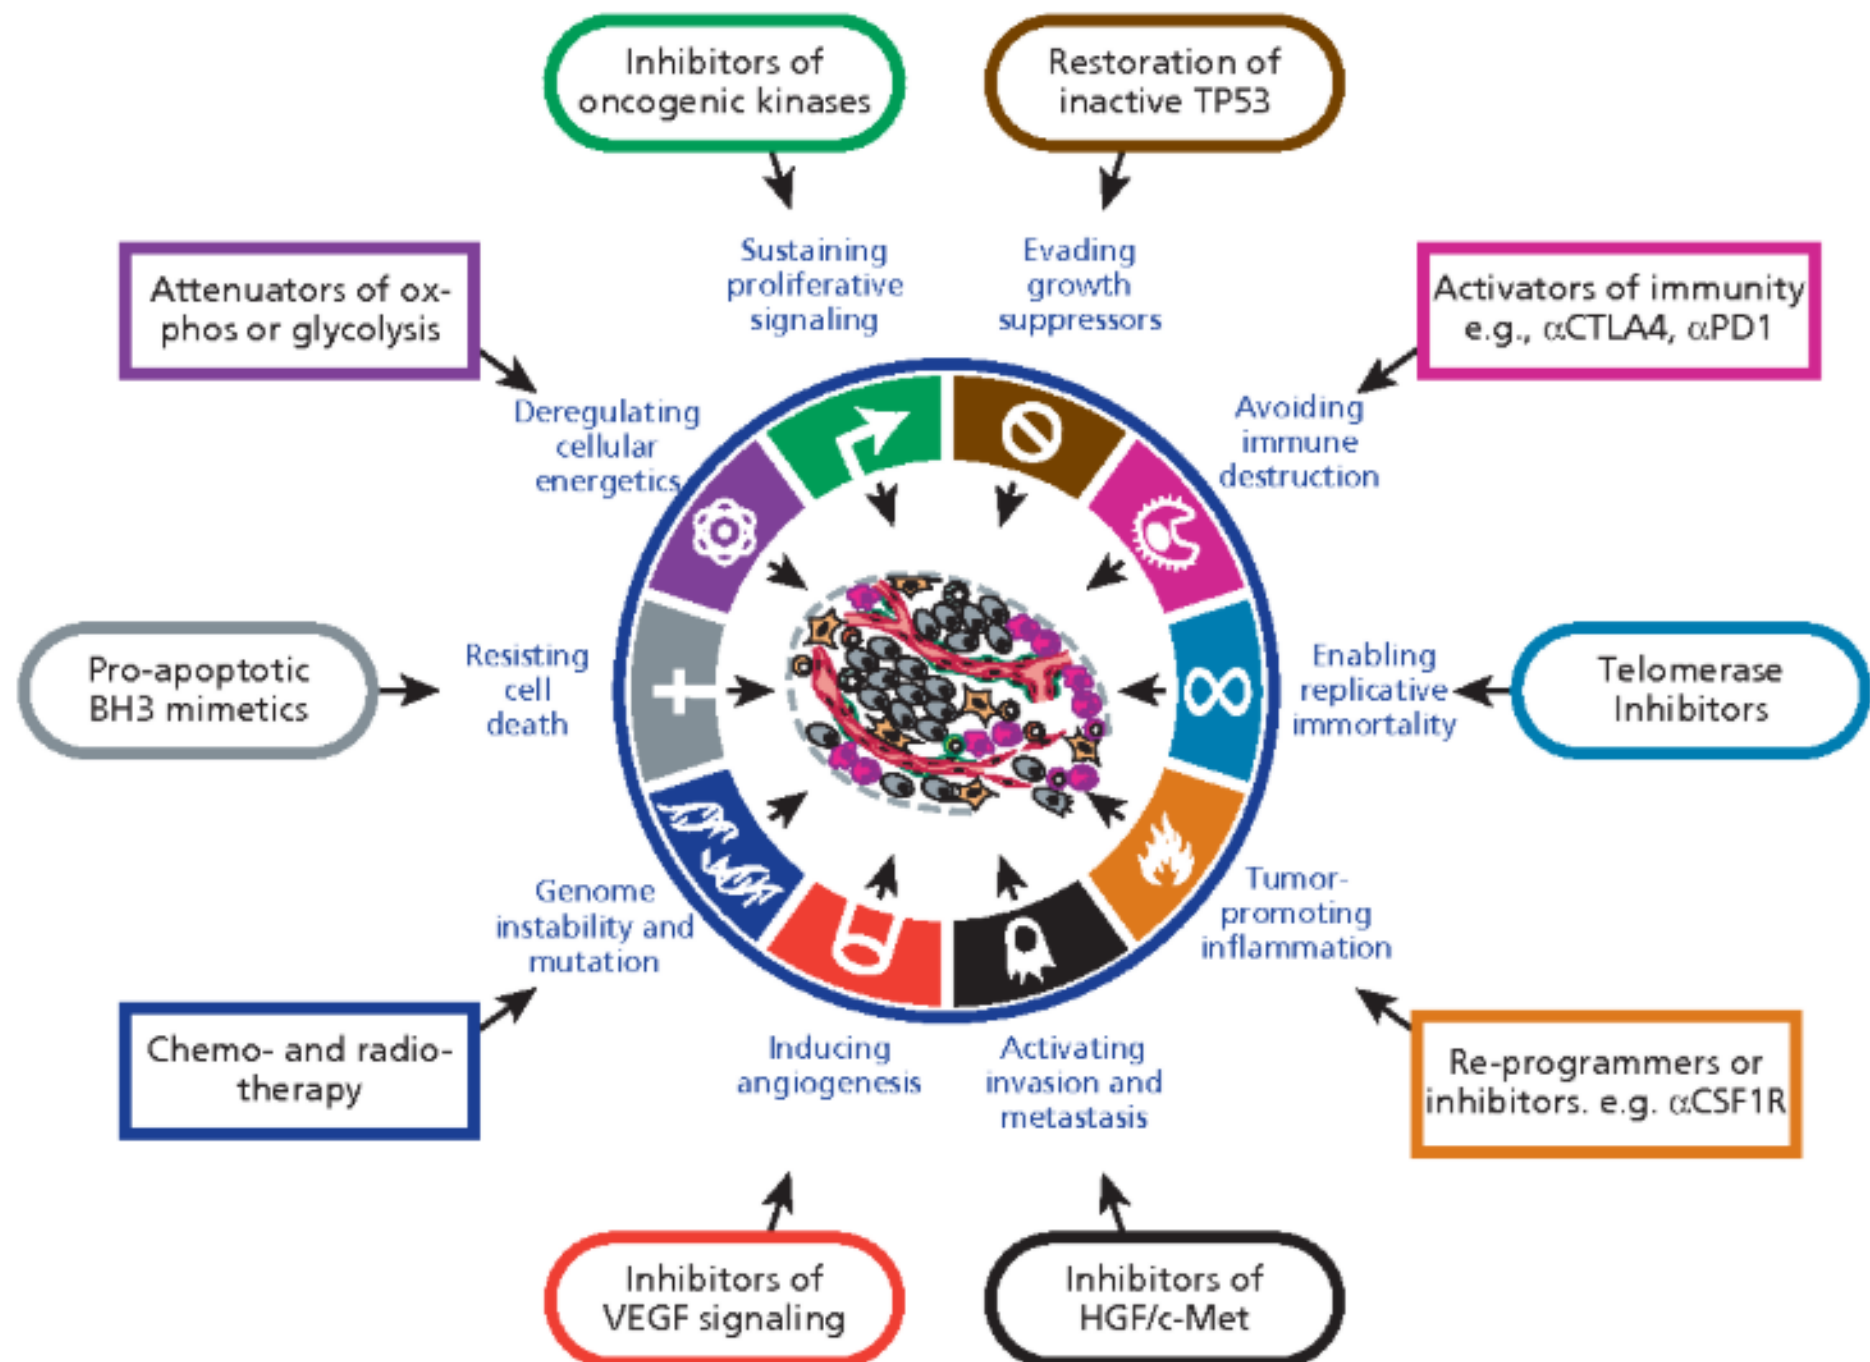 Inhibitors of
oncogenic kinases
Restoration of
inactive TP53
Sustaining
proliferative
signaling
Evading
growth
suppressors
Attenuators of ox-
phos or glycolysis
Activators of immunity
e.g., αCTLA4, αPD1
Deregulating
cellular
energetics
Avoiding
immune
destruction
Pro-apoptotic
BH3 mimetics
Resisting
cell
death
Enabling
replicative
immortality
Telomerase
Inhibitors
Genome
instability and
mutation
Tumor-
promoting
inflammation
Chemo- and radio-
therapy
Inducing
angiogenesis
Activating
invasion and
metastasis
Re-programmers or
inhibitors. e.g. αCSF1R
Inhibitors of
VEGF signaling
Inhibitors of
HGF/c-Met